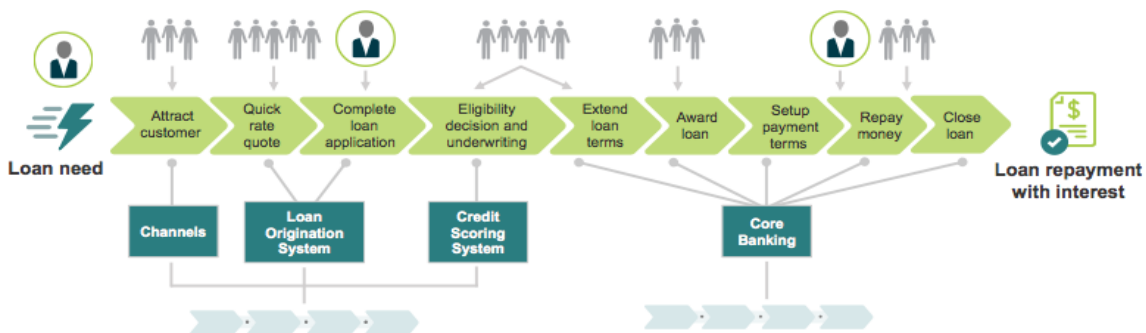 Loan need
Attract
customer
Quick
rate
quote
Complete
loan
application
Eligibility
decision and
underwriting
Extend
loan
terms
Award
loan
Setup
payment
terms
Repay
money
Close
loan
$
Loan repayment
with interest
Channels
Loan
Origination
System
Credit
Scoring
System
Core
Banking